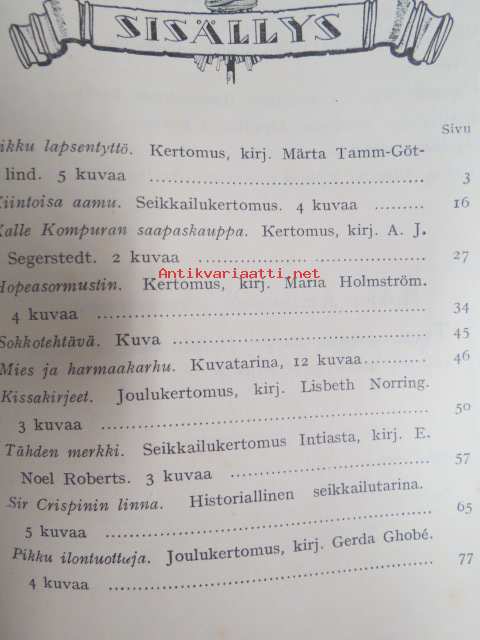 SISÄLLYS
Sivu
ikku lapsentyttö. Kertomus, kirj. Märta Tamm-Göt-
lind. 5 kuvaa 3
Kiintoisa aamu. Seikkailukertomus. 4 kuvaa 16
Kalle Kompuran saapaskauppa. Kertomus, kirj. A. J.
Segerstedt. 2 kuvaa 27
Antikvariaatti.net
Hopeasormustin. Kertomus, kirj. Maria Holmström.
4 kuvaa 34
Sokkotehtävä. Kuva 45
Mies ja harmaakarhu. Kuvatarina, 12 kuvaa 46
Kissakirjeet. Joulukertomus, kirj. Lisbeth Norring.
3 kuvaa 50
Tähden merkki. Seikkailukertomus Intiasta, kirj. E.
Noel Roberts. 3 kuvaa 57
Sir Crispinin linna. Historiallinen seikkailutarina.
5 kuvaa 65
Pikku ilontuottaja. Joulukertomus, kirj. Gerda Ghobé.
4 kuvaa 77